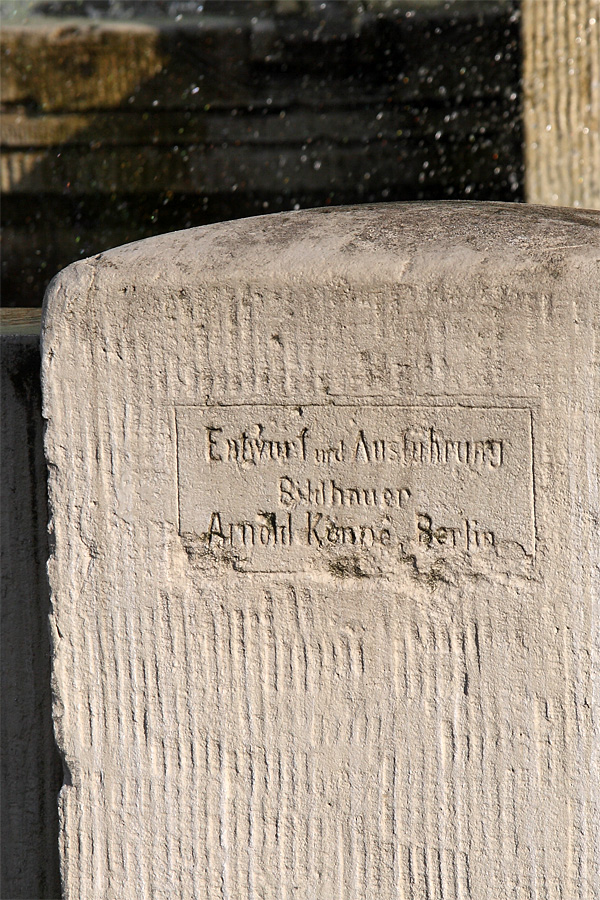 Entwurf und Ausführung
Bildhauer
Arnold Künne, Berlin